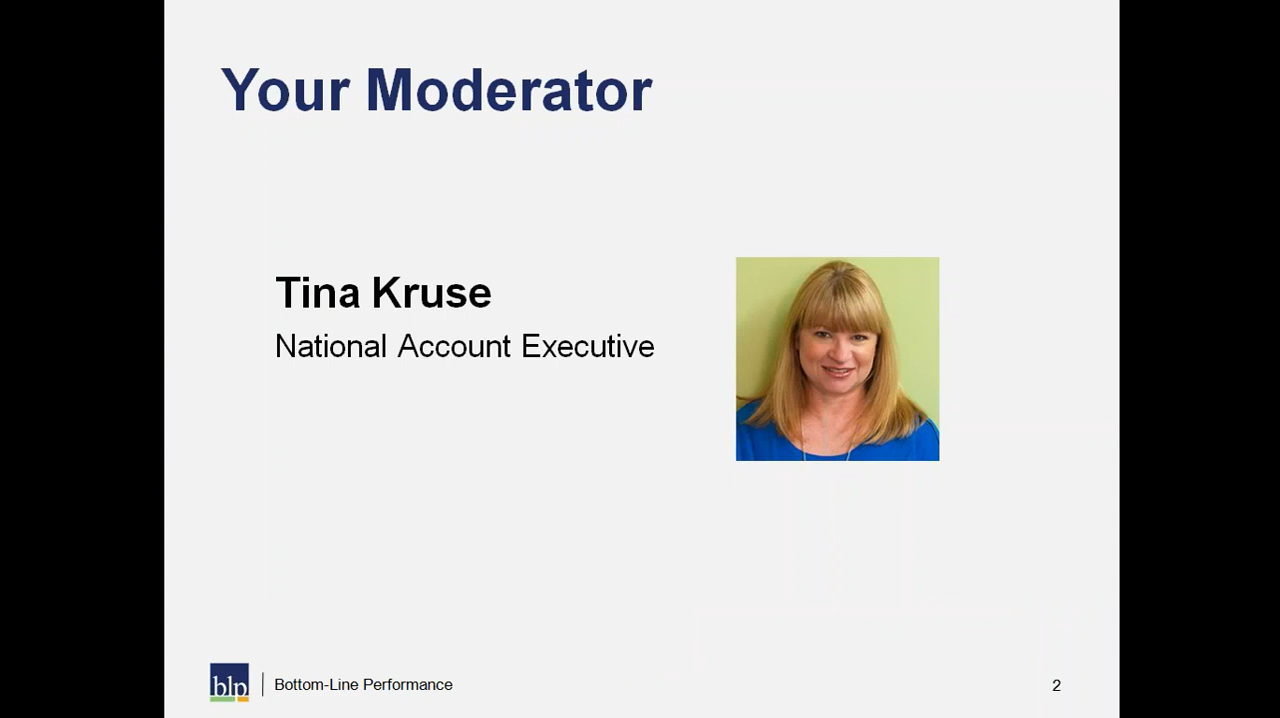 Your Moderator
Tina Kruse
National Account Executive
blp
Bottom-Line Performance
2